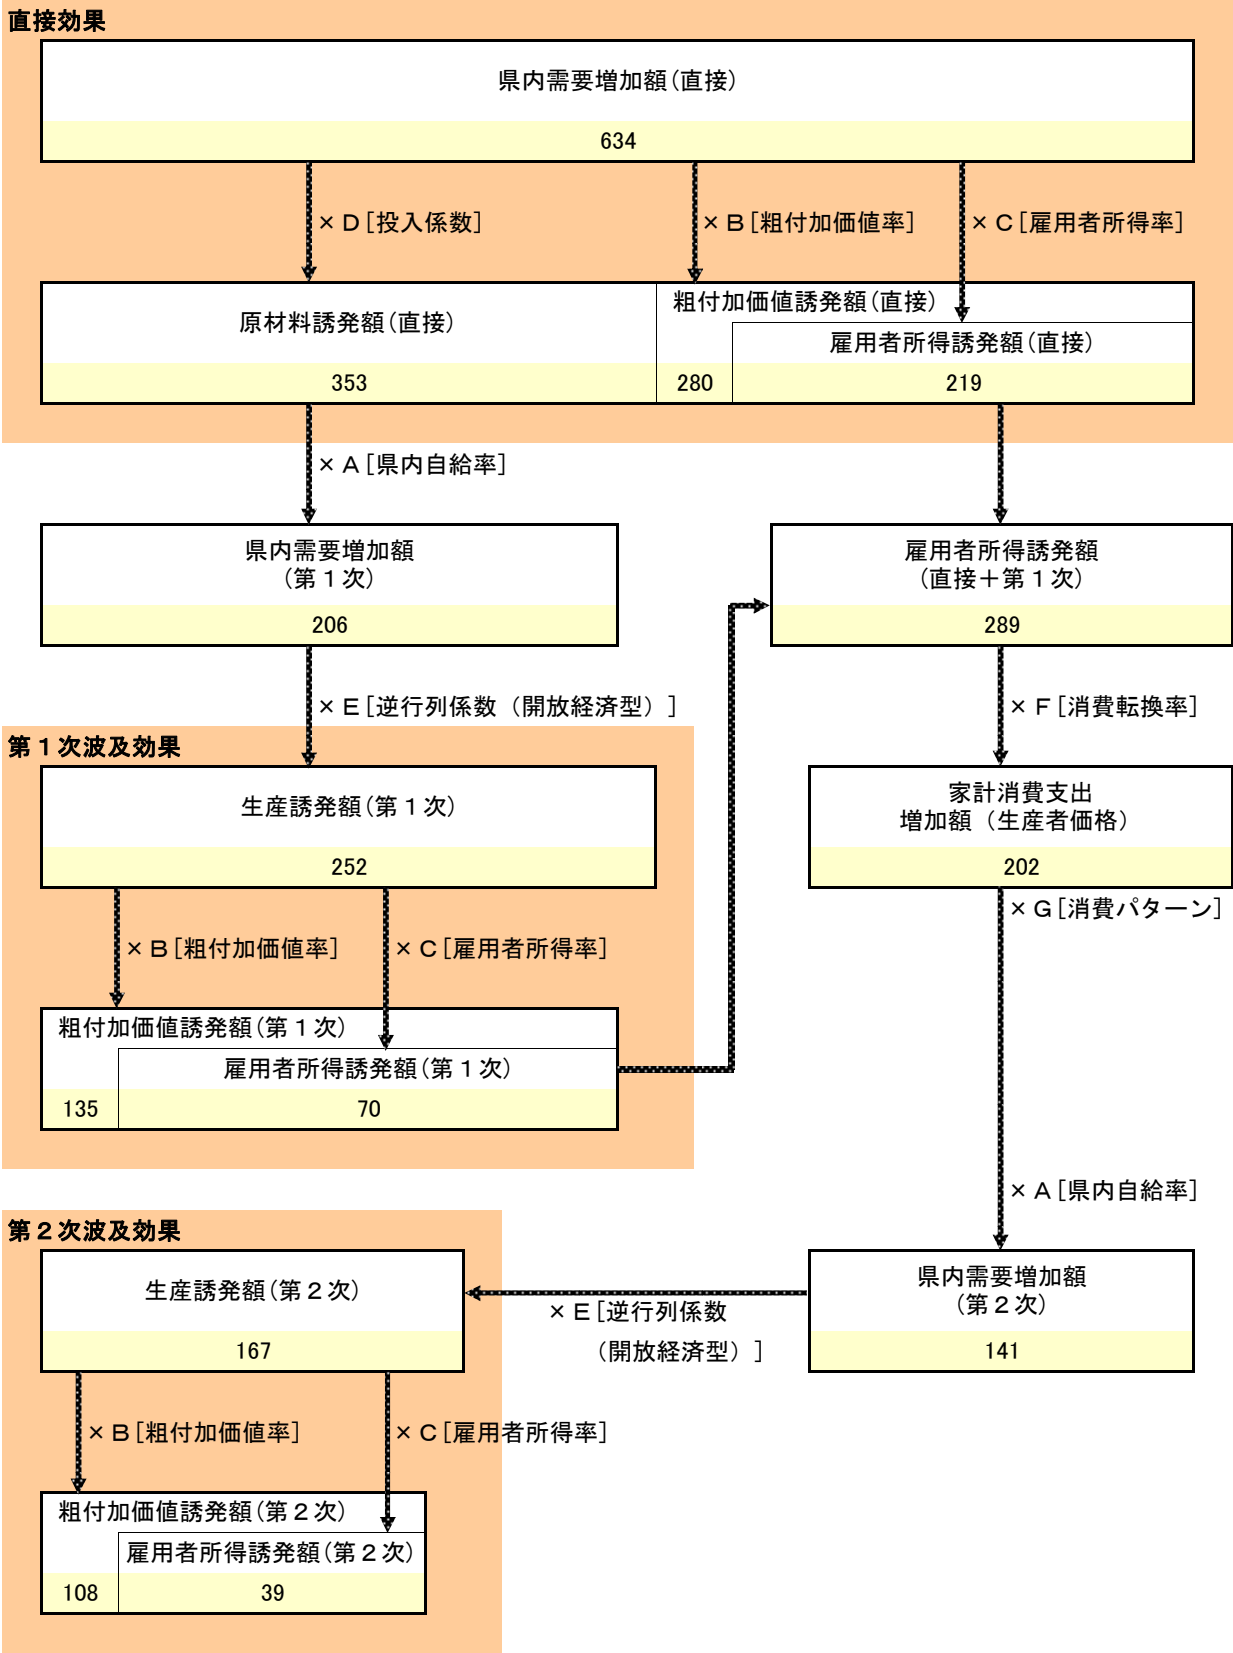 直接効果
県内需要増加額(直接)
634
× D[投入係数]
× B[粗付加価値率]
× C[雇用者所得率]
原材料誘発額(直接)
粗付加価値誘発額(直接)
雇用者所得誘発額(直接)
353
280
219
× A[県内自給率]
県内需要増加額
(第１次)
206
雇用者所得誘発額
(直接＋第１次)
289
× E[逆行列係数（開放経済型）]
× F[消費転換率]
第１次波及効果
生産誘発額(第１次)
252
家計消費支出
増加額（生産者価格）
202
× G[消費パターン]
× B[粗付加価値率]
× C[雇用者所得率]
粗付加価値誘発額(第１次)
雇用者所得誘発額(第１次)
135
70
× A[県内自給率]
第２次波及効果
生産誘発額(第２次)
167
× E[逆行列係数
（開放経済型）]
県内需要増加額
(第２次)
141
× B[粗付加価値率]
× C[雇用者所得率]
粗付加価値誘発額(第２次)
雇用者所得誘発額(第２次)
108
39